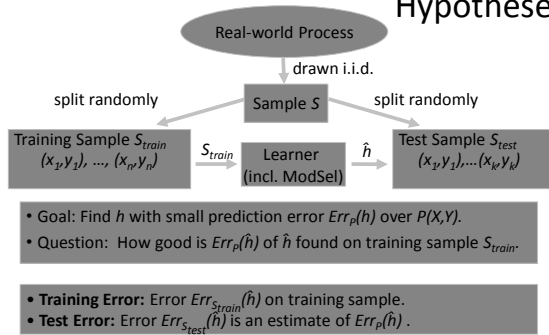 Hypothese
Real-world Process
drawn i.i.d.
split randomly
split randomly
Sample S
Training Sample S_train
(x_1,y_1), …, (x_n,y_n)
S_train
Learner
(incl. ModSel)
ĥ
Test Sample S_test
(x_1,y_1),…(x_k,y_k)
• Goal: Find h with small prediction error Err_P(h) over P(X,Y).
• Question: How good is Err_P(ĥ) of ĥ found on training sample S_train.
• Training Error: Error Err_S_train(ĥ) on training sample.
• Test Error: Error Err_S_test(ĥ) is an estimate of Err_P(ĥ) .